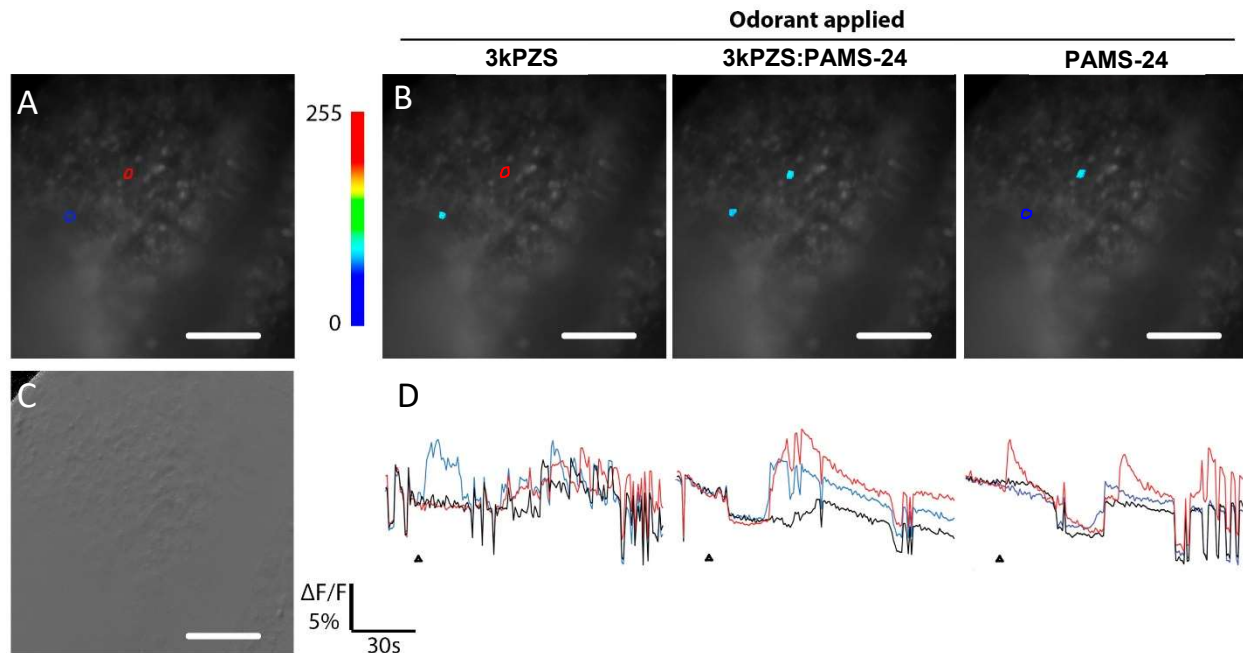 Odorant applied
3kPZS 3kPZS:PAMS-24 PAMS-24
A 255 B
0
C D
ΔF/F
5%
30s